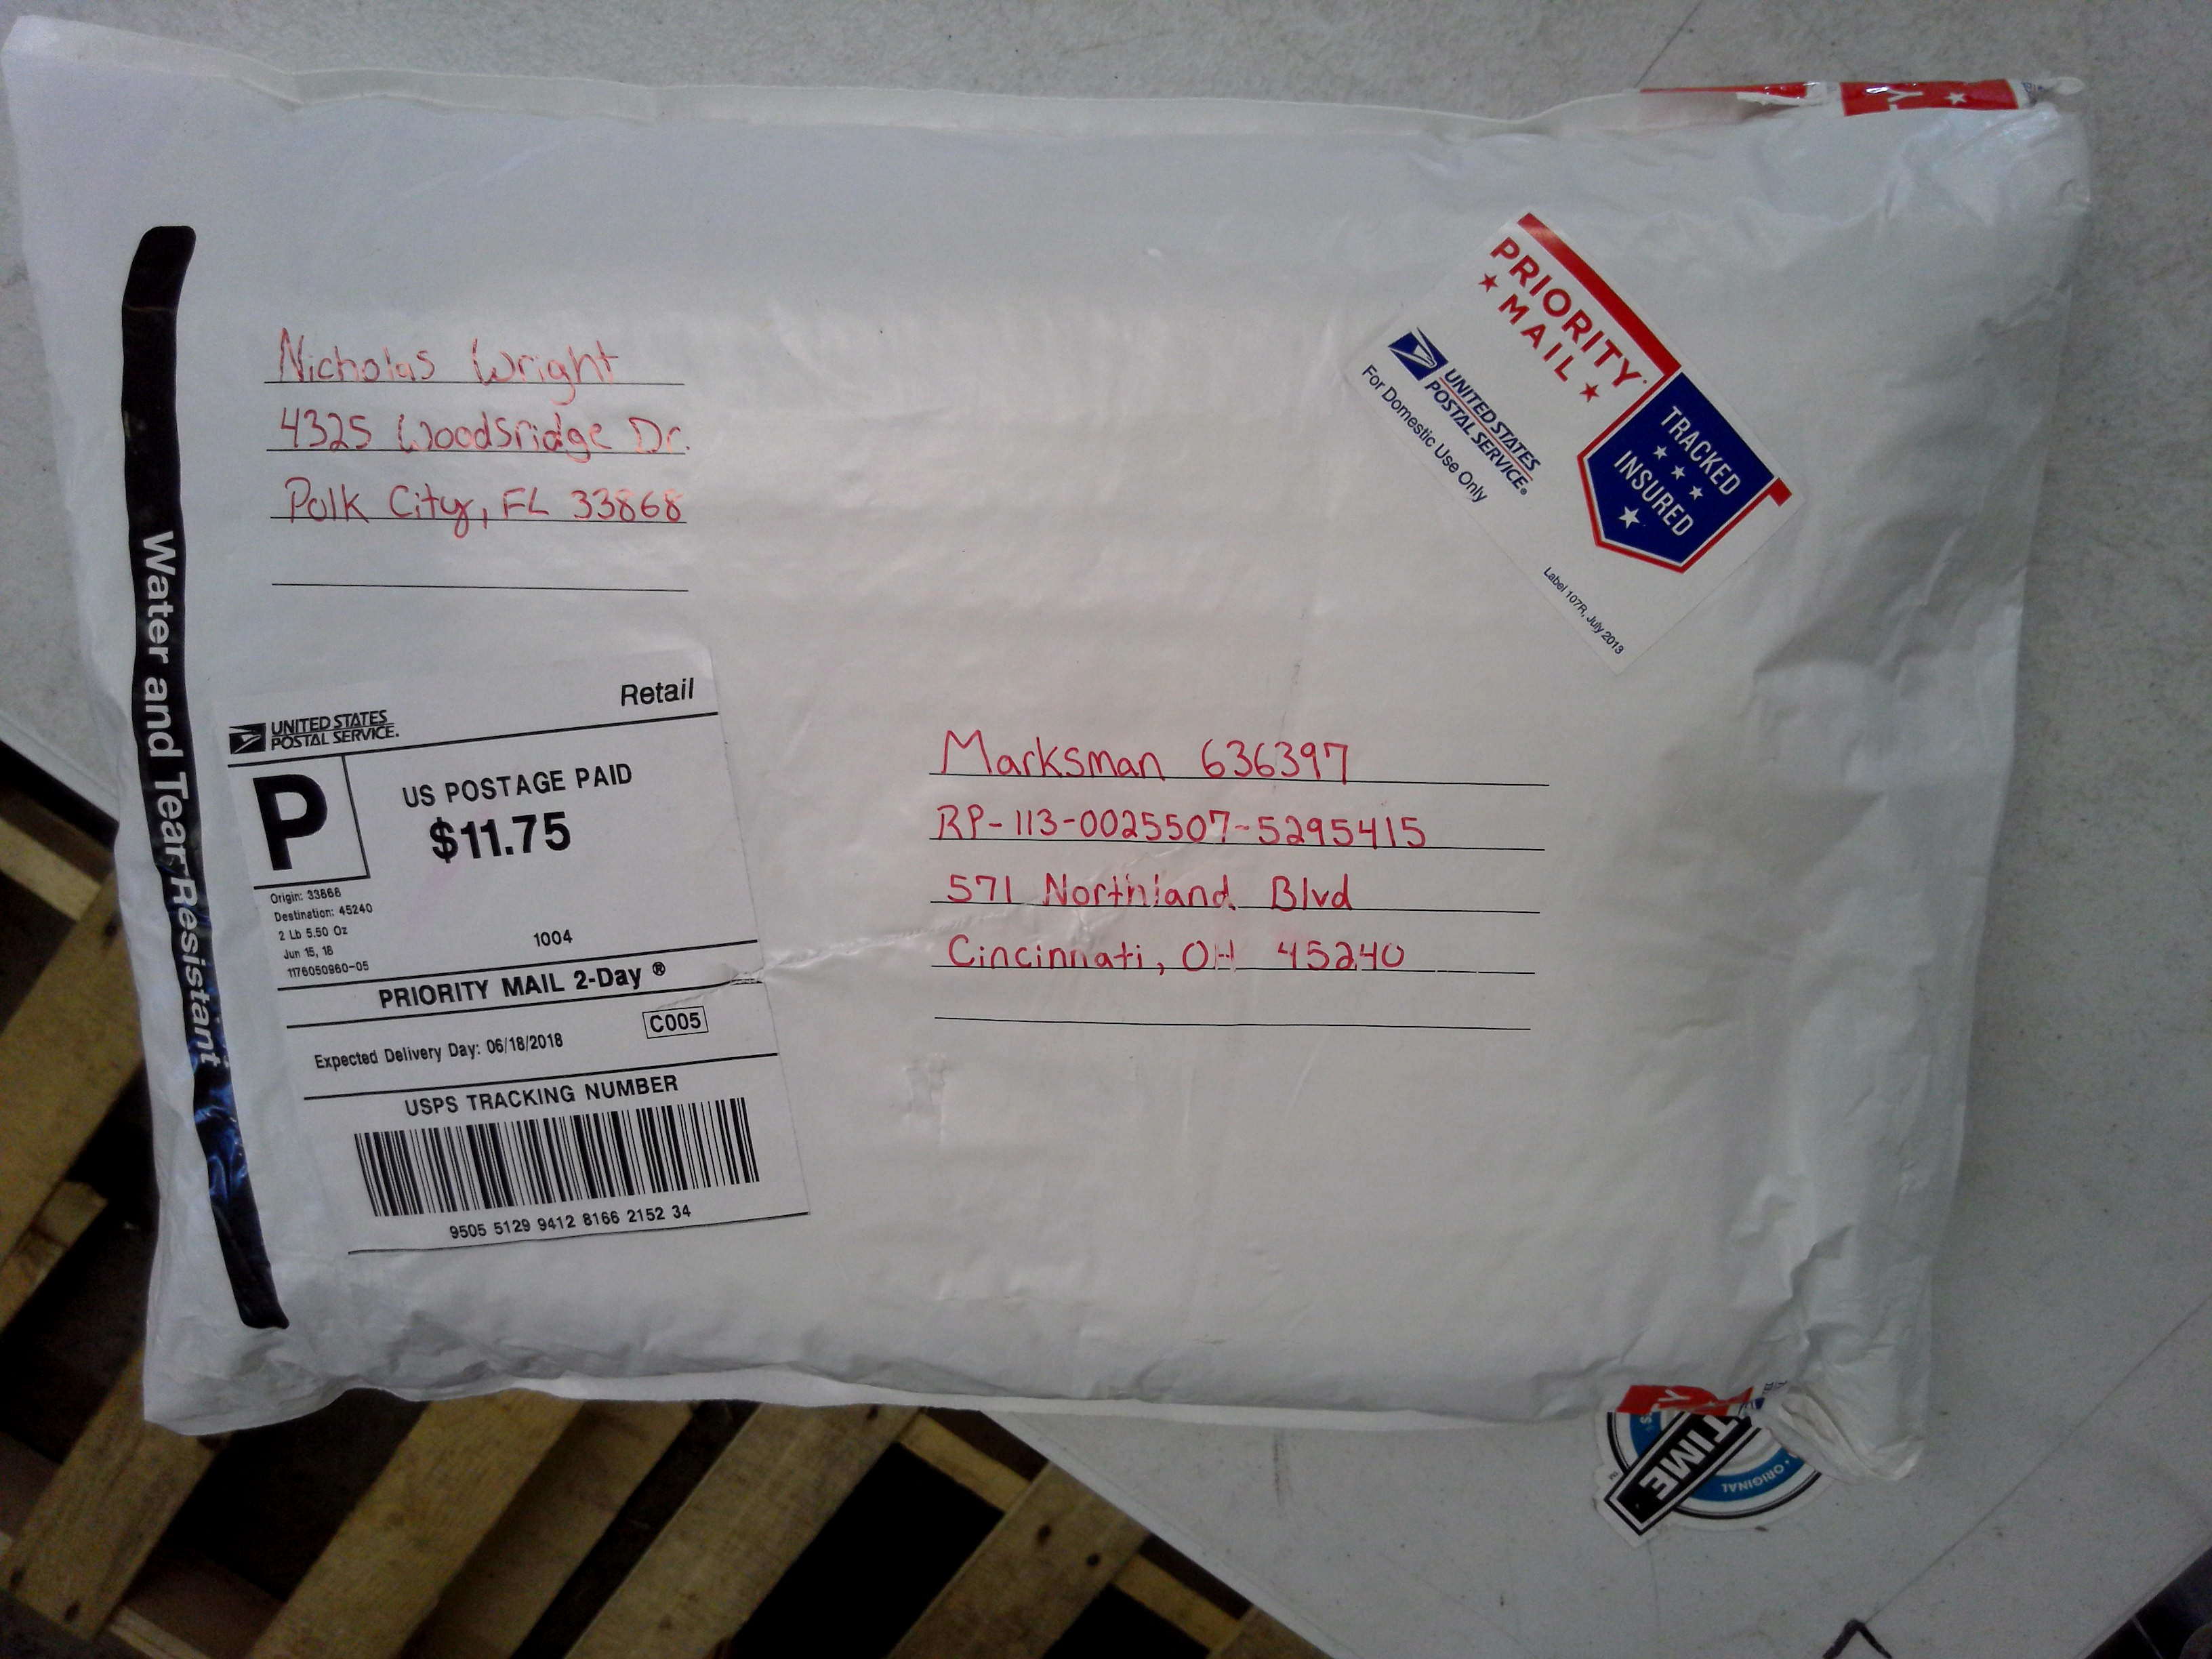 Nicholas Wright
4325 Woodsridge Dr.
Polk City, FL 33868
PRIORITY
★ MAIL ★
UNITED STATES
POSTAL SERVICE®
For Domestic Use Only
TRACKED
★ ★ ★
INSURED
★
Label 107R, July 2013
Water and Tear Resistant
Retail
UNITED STATES
POSTAL SERVICE.
P
US POSTAGE PAID
$11.75
Origin: 33868
Destination: 45240
2 Lb 5.50 Oz
Jun 15, 18
1176050960-05
1004
PRIORITY MAIL 2-Day ®
Expected Delivery Day: 06/18/2018
C005
USPS TRACKING NUMBER
9505 5129 9412 8166 2152 34
Marksman 636397
RP-113-0025507-5295415
571 Northland Blvd
Cincinnati, OH 45240
TIME
ORIGINAL